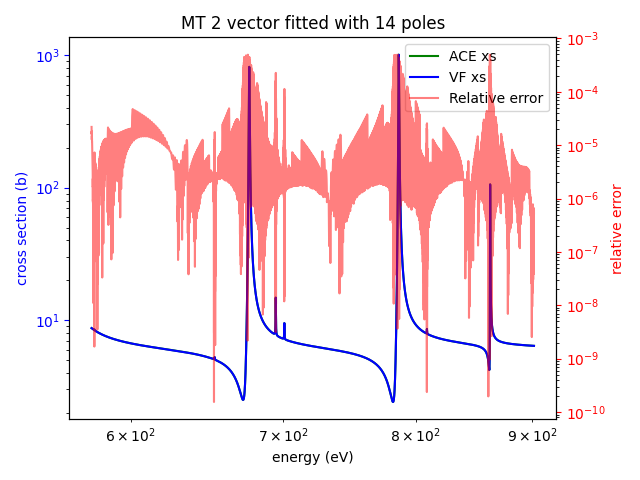 MT 2 vector fitted with 14 poles
ACE xs
VF xs
Relative error
cross section (b)
10³
10²
10¹
10⁻³
10⁻⁴
10⁻⁵
10⁻⁶
10⁻⁷
10⁻⁸
10⁻⁹
10⁻¹⁰
relative error
6 × 10² 7 × 10² 8 × 10² 9 × 10²
energy (eV)